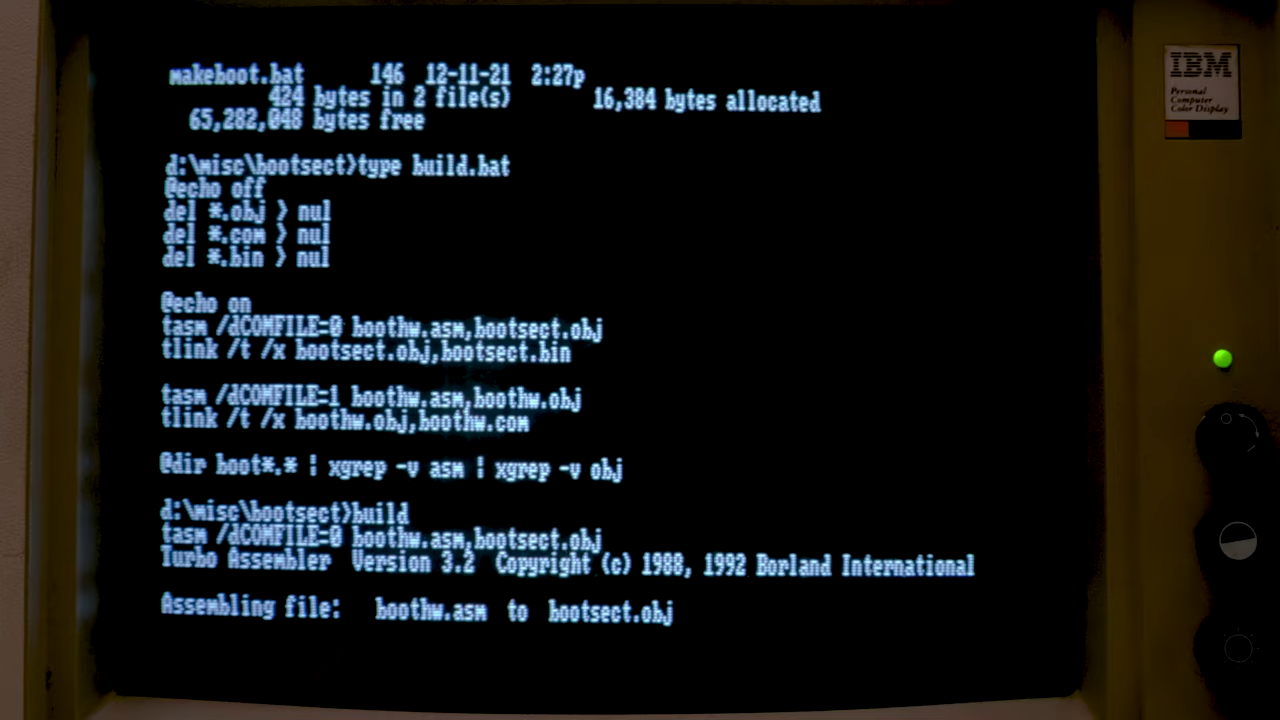 makeboot.bat 146 12-11-21 2:27p
424 bytes in 2 file(s) 16,384 bytes allocated
65,282,048 bytes free
d:\misc\bootsect>type build.bat
@echo off
del *.obj > nul
del *.com > nul
del *.bin > nul
@echo on
tasm /dCOMFILE=0 boothw.asm,bootsect.obj
tlink /t /x bootsect.obj,bootsect.bin
tasm /dCOMFILE=1 boothw.asm,boothw.obj
tlink /t /x boothw.obj,boothw.com
@dir boot*.* | xgrep -v asm | xgrep -v obj
d:\misc\bootsect>build
tasm /dCOMFILE=0 boothw.asm,bootsect.obj
Turbo Assembler Version 3.2 Copyright (c) 1988, 1992 Borland International
Assembling file: boothw.asm to bootsect.obj
IBM
Personal
Computer
Color Display